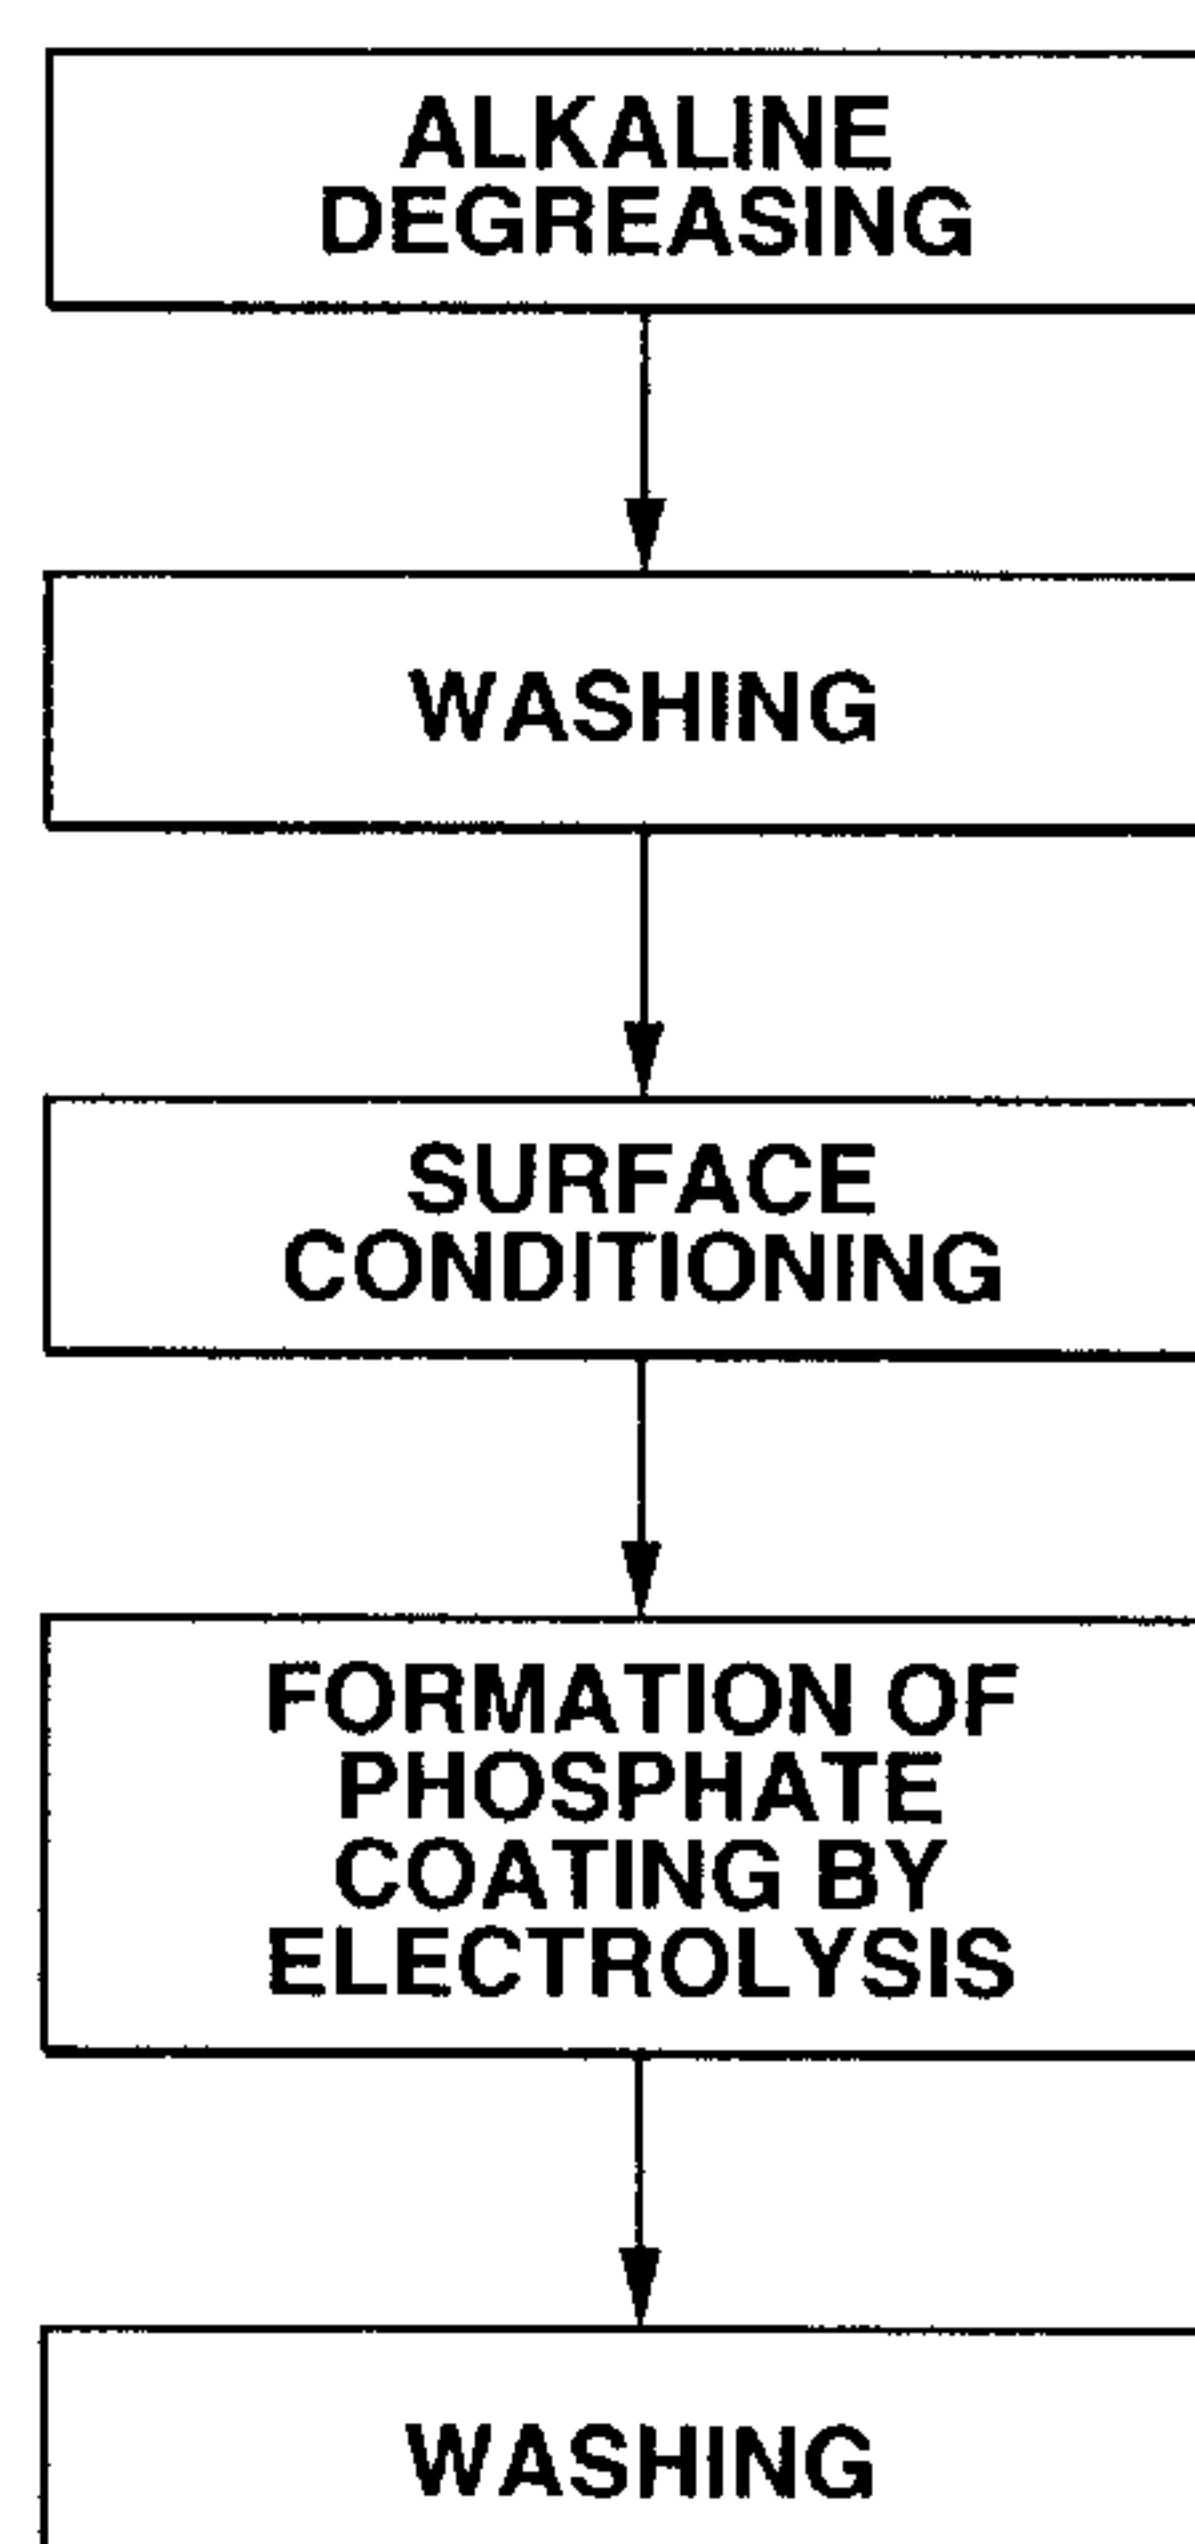 ALKALINE
DEGREASING
WASHING
SURFACE
CONDITIONING
FORMATION OF
PHOSPHATE
COATING BY
ELECTROLYSIS
WASHING